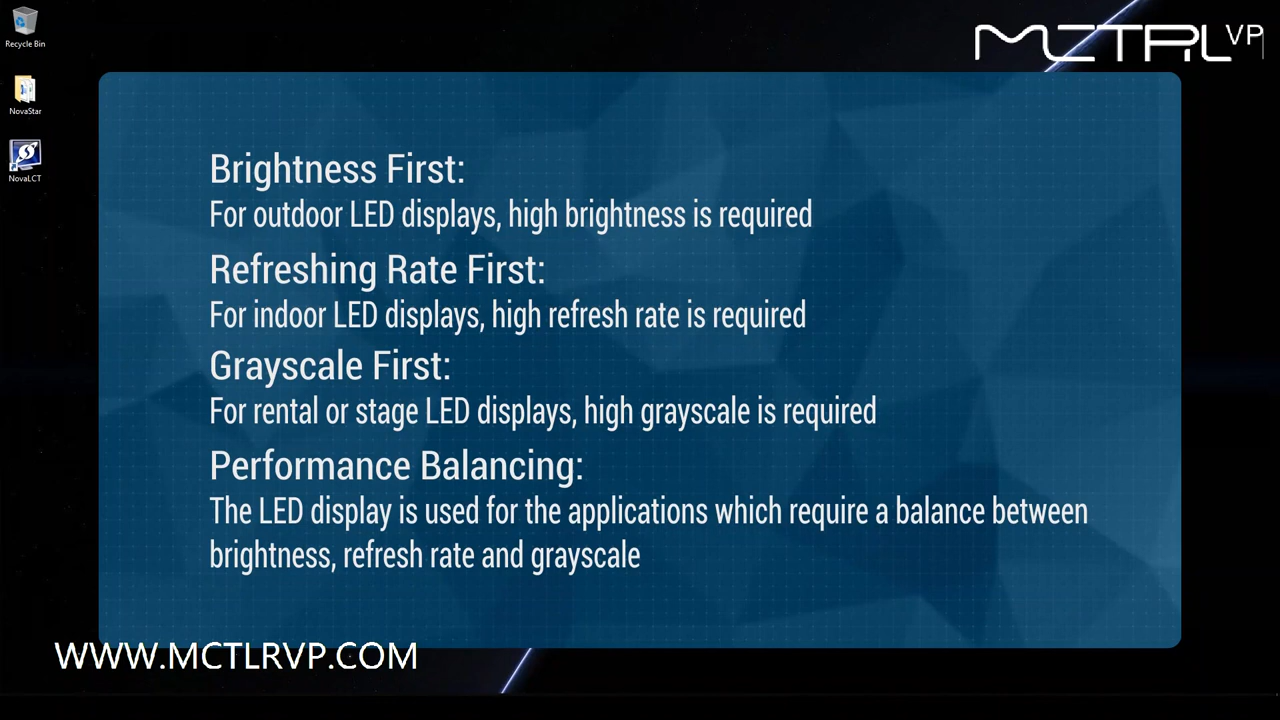 Recycle Bin
MCTRL VP
NovaStar
NovaLCT
Brightness First:
For outdoor LED displays, high brightness is required
Refreshing Rate First:
For indoor LED displays, high refresh rate is required
Grayscale First:
For rental or stage LED displays, high grayscale is required
Performance Balancing:
The LED display is used for the applications which require a balance between
brightness, refresh rate and grayscale
WWW.MCTLRVP.COM